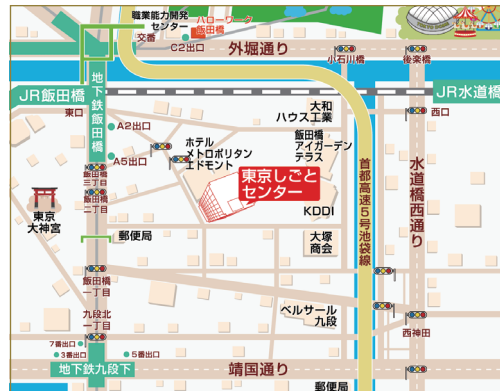 職業能力開発
センター
交番
ハローワーク
飯田橋
C2出口
外堀通り
小石川橋
後楽橋
TOKYO DOME
JR飯田橋
JR水道橋
東口
西口
地下鉄飯田橋
A2出口
A5出口
大和
ハウス工業
ホテル
メトロポリタン
エドモント
飯田橋
アイガーデン
テラス
飯田橋
三丁目
飯田橋
二丁目
東京しごと
センター
首都高速5号池袋線
水道橋西通り
東京
大神宮
KDDI
郵便局
大塚
商会
飯田橋
一丁目
ベルサール
九段
九段北
一丁目
西神田
7番出口
3番出口
5番出口
地下鉄九段下
靖国通り
郵便局